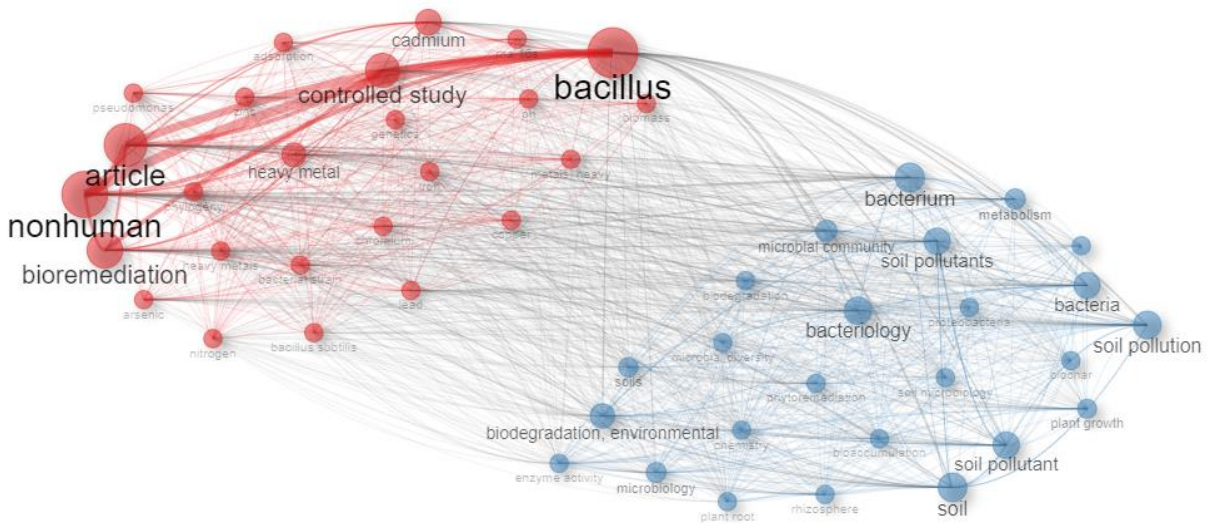 cadmium
adsorption
bacillus
controlled study
pseudomonas
ph
biomass
genetics
article
heavy metal
metals, heavy
iron
phylogeny
nonhuman
bacterium
metabolism
copper
chromium
microbial community
soil pollutants
bioremediation
heavy metals
bacterial strain
lead
biodegradation
bacteria
arsenic
proteobacteria
bacteriology
soil pollution
nitrogen
bacillus subtilis
microbial diversity
biochar
soils
soil microbiology
phytoremediation
plant growth
biodegradation, environmental
chemistry
bioaccumulation
soil pollutant
enzyme activity
microbiology
soil
rhizosphere
plant root